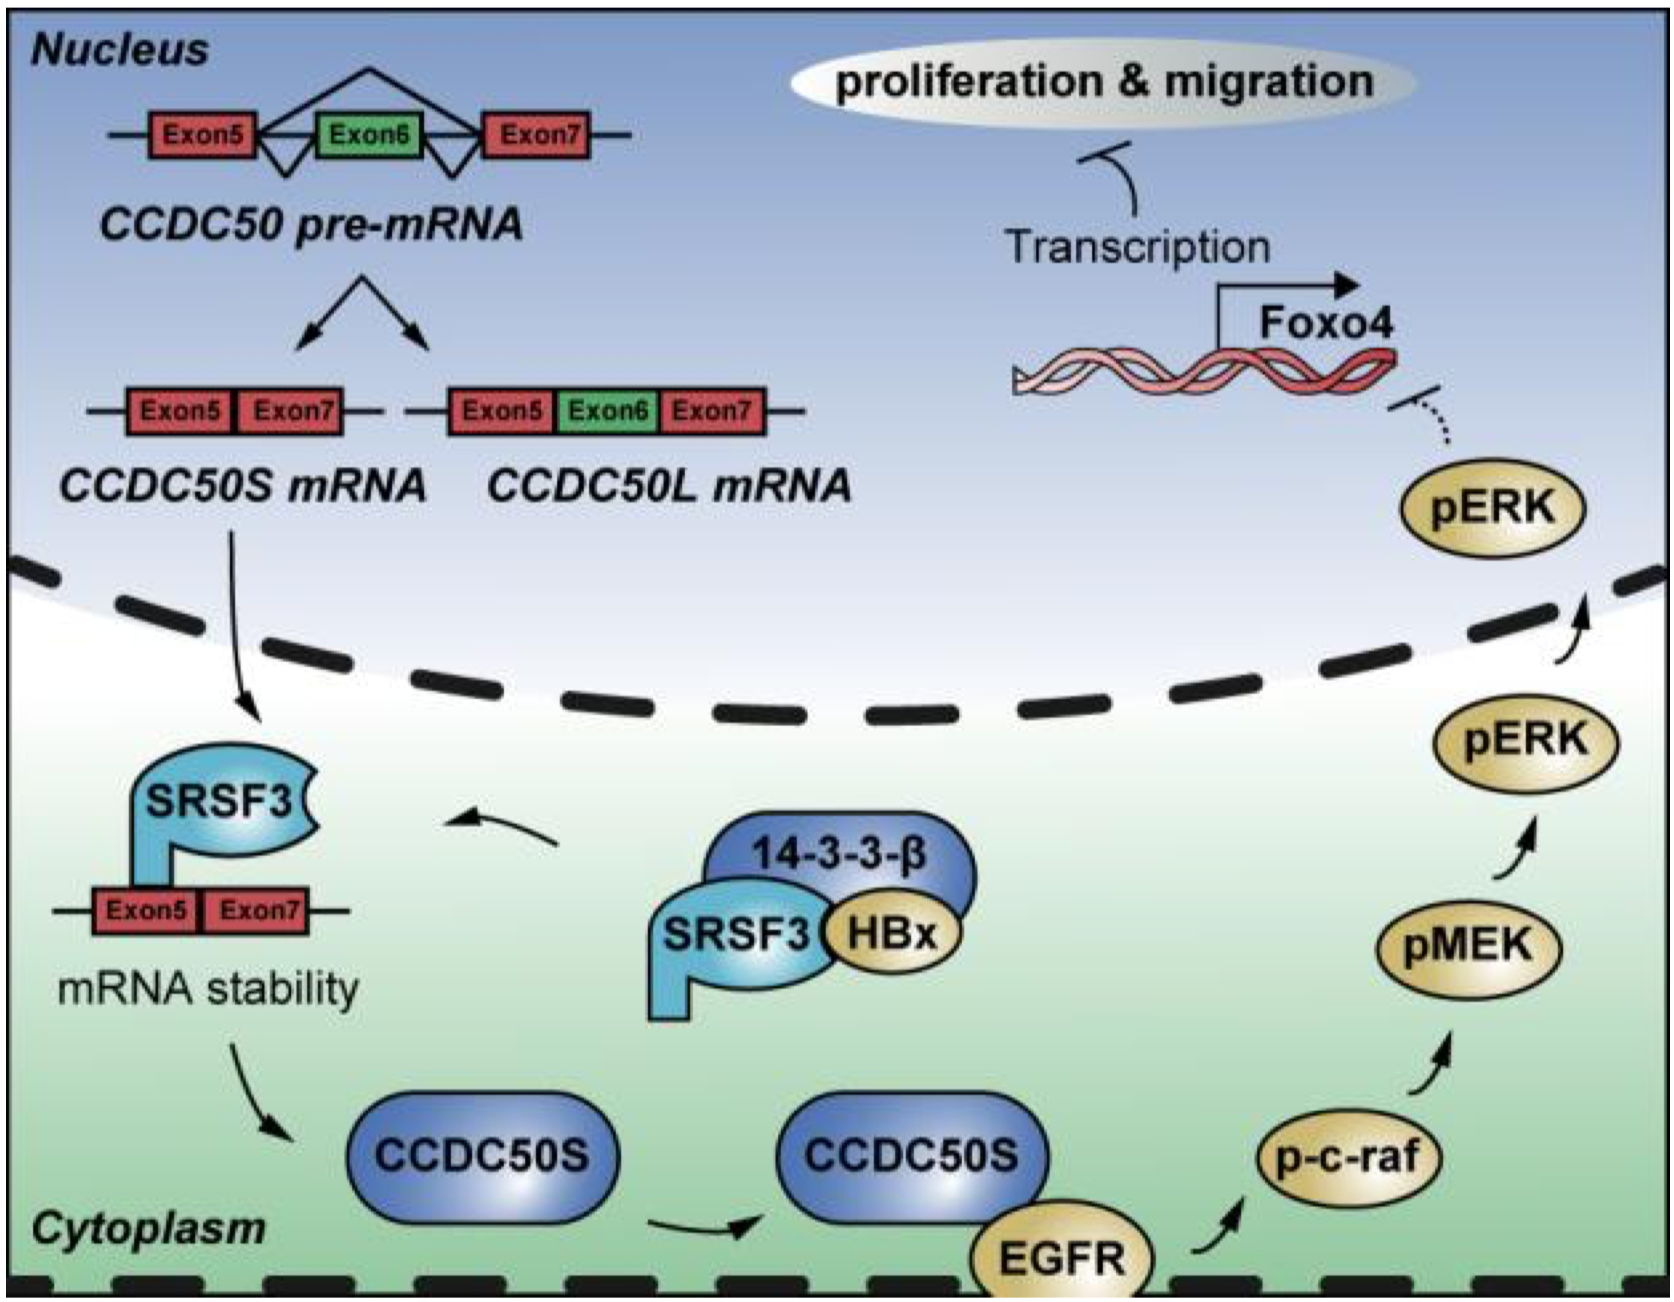 Nucleus
proliferation & migration
Exon5 Exon6 Exon7
CCDC50 pre-mRNA
Transcription
Foxo4
Exon5 Exon7 Exon5 Exon6 Exon7
CCDC50S mRNA CCDC50L mRNA
pERK
pERK
SRSF3
14-3-3-β
SRSF3 HBx
Exon5 Exon7
pMEK
mRNA stability
CCDC50S CCDC50S p-c-raf
Cytoplasm
EGFR